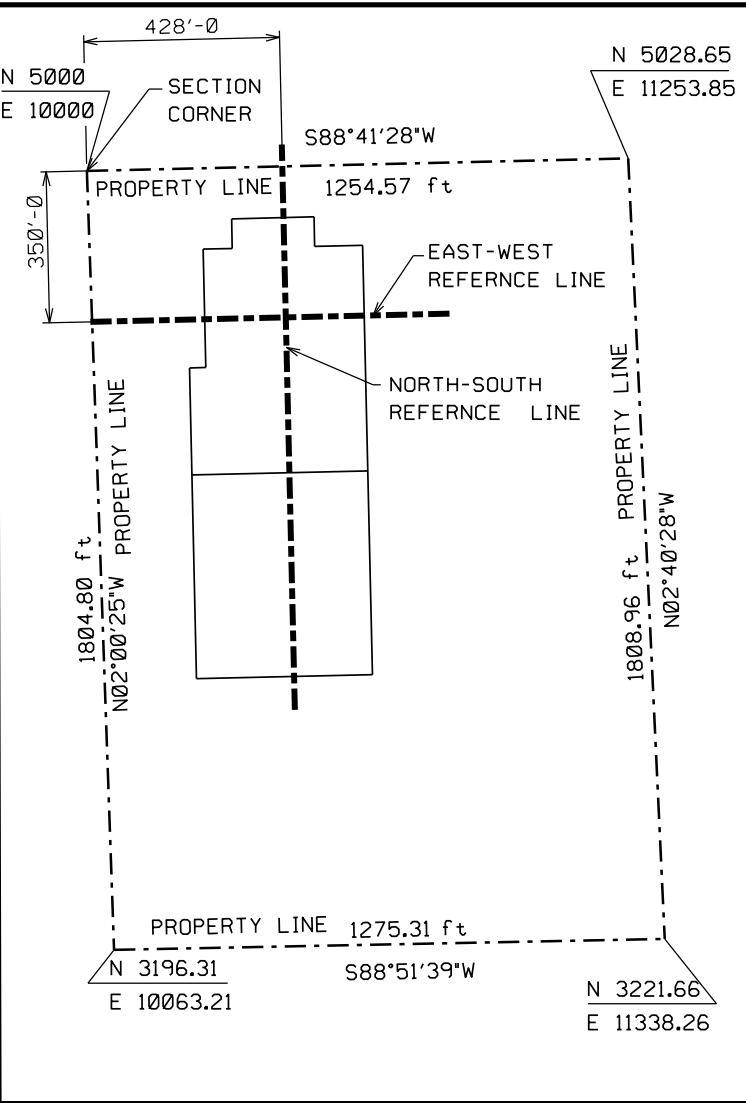 428'-0
N 5028.65
E 11253.85
N 5000
E 10000
SECTION
CORNER
S88°41'28"W
PROPERTY LINE
1254.57 ft
350'-0
EAST-WEST
REFERNCE LINE
NORTH-SOUTH
REFERNCE LINE
PROPERTY LINE
1804.80 ft
N02°00'25"W
PROPERTY LINE
1808.96 ft
N02°40'28"W
PROPERTY LINE
1275.31 ft
S88°51'39"W
N 3196.31
E 10063.21
N 3221.66
E 11338.26